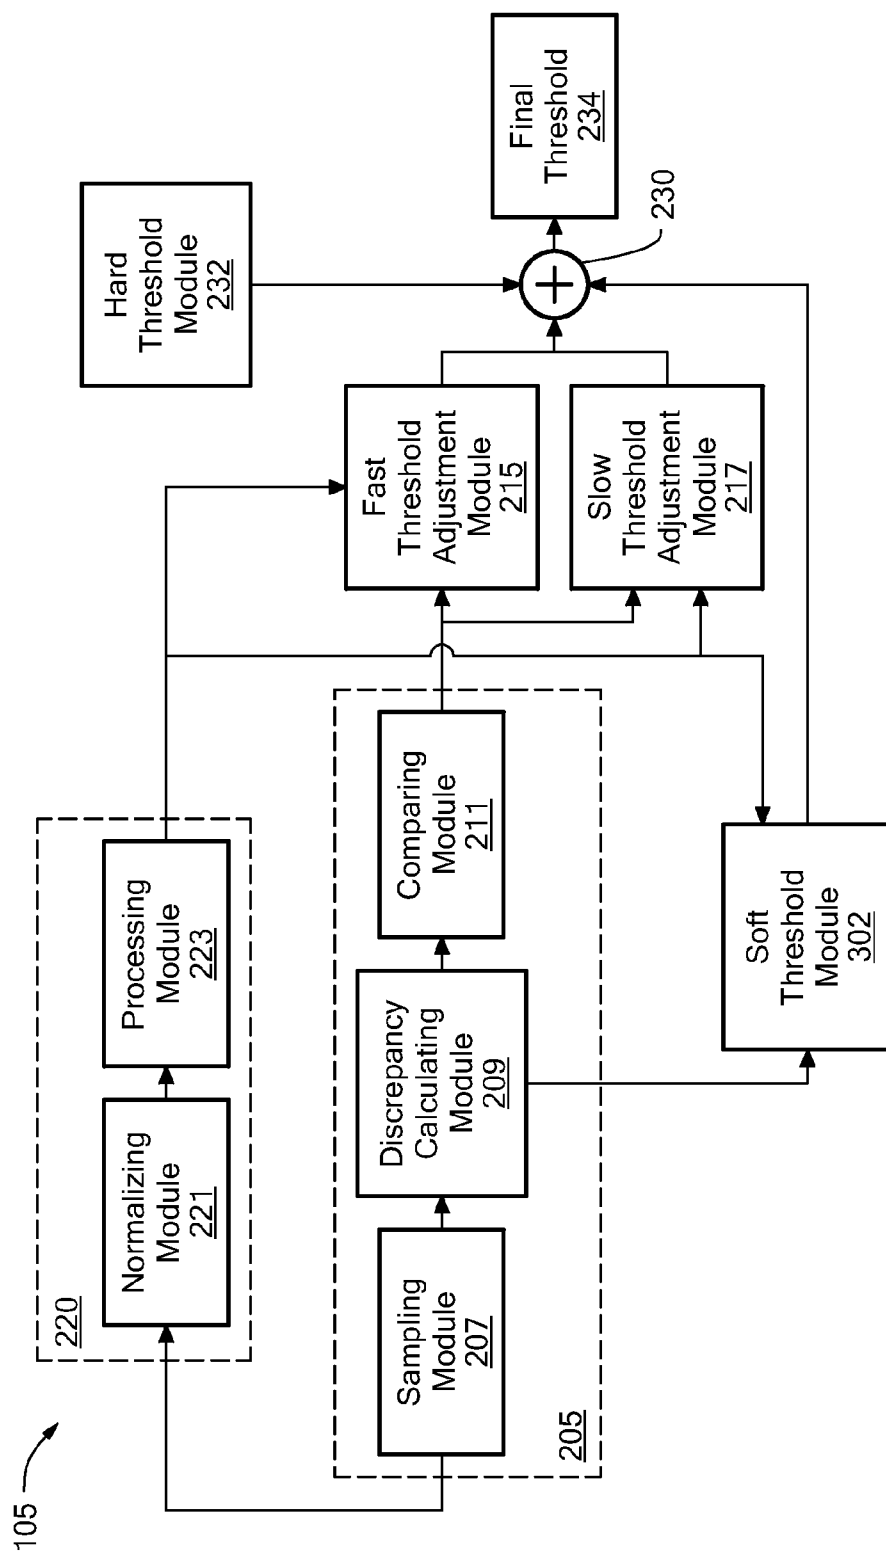 105
220
Normalizing
Module
221
Processing
Module
223
Hard
Threshold
Module
232
205
Sampling
Module
207
Discrepancy
Calculating
Module
209
Comparing
Module
211
Fast
Threshold
Adjustment
Module
215
Slow
Threshold
Adjustment
Module
217
+
230
Final
Threshold
234
Soft
Threshold
Module
302